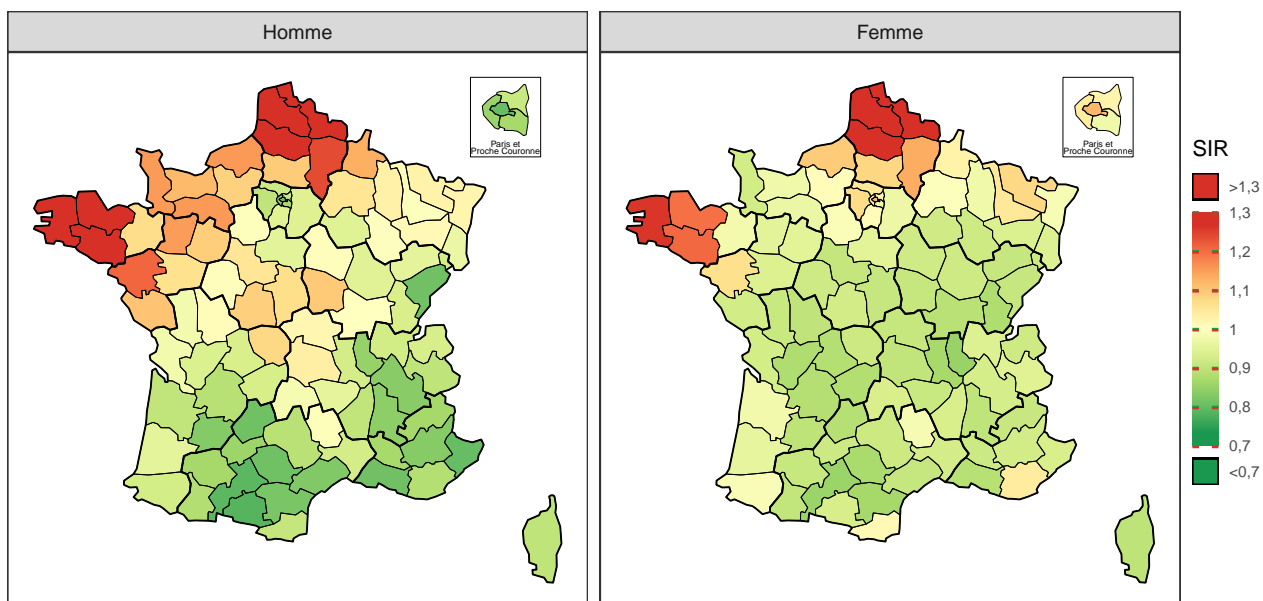 Homme
Femme
Paris et
Proche Couronne
Paris et
Proche Couronne
SIR
>1,3
1,3
1,2
1,1
1
0,9
0,8
0,7
<0,7